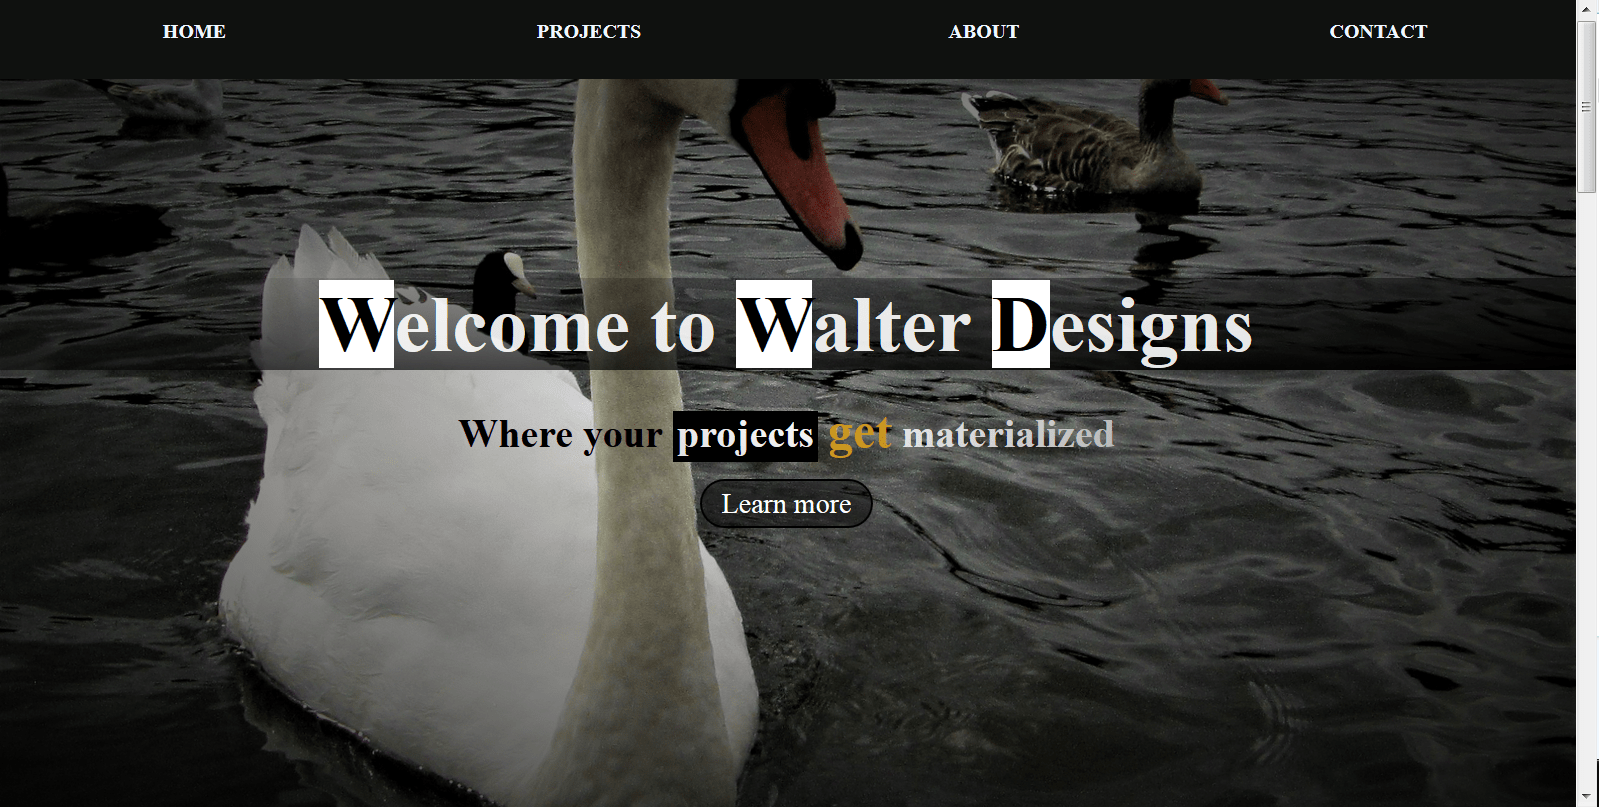 HOME PROJECTS ABOUT CONTACT
Welcome to Walter Designs
Where your projects get materialized
Learn more